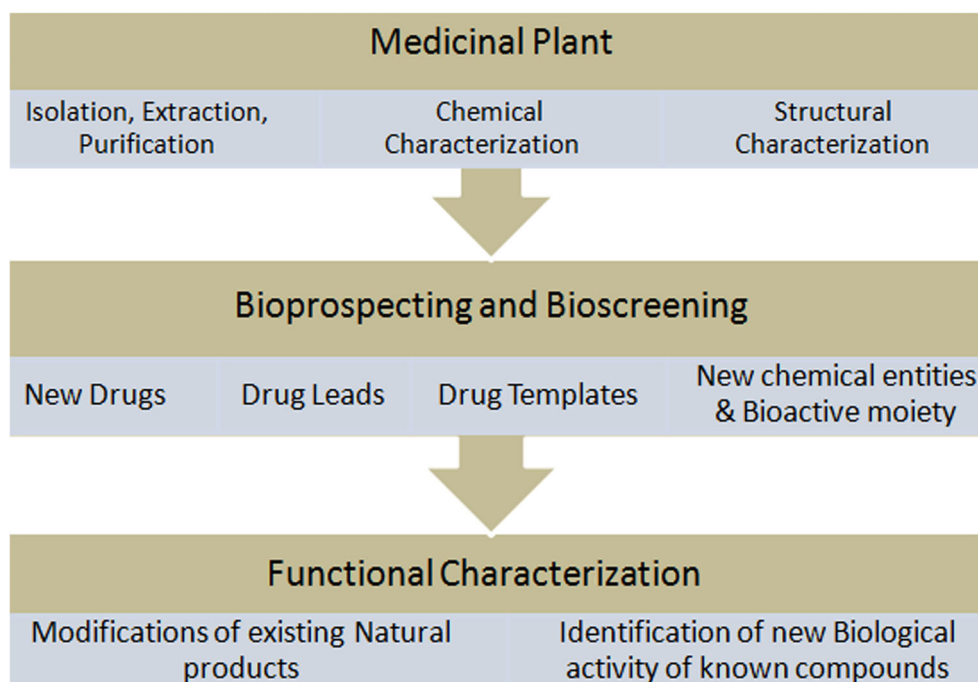 Medicinal Plant
Isolation, Extraction,
Purification
Chemical
Characterization
Structural
Characterization
Bioprospecting and Bioscreening
New Drugs
Drug Leads
Drug Templates
New chemical entities
& Bioactive moiety
Functional Characterization
Modifications of existing Natural
products
Identification of new Biological
activity of known compounds